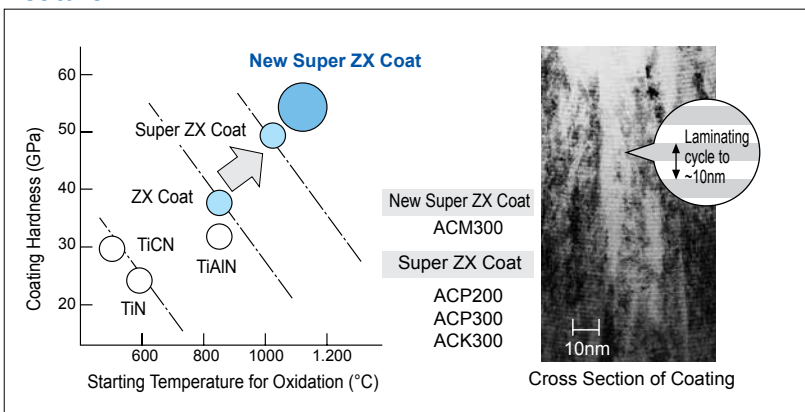 New Super ZX Coat
60
50
40
30
20
Coating Hardness (GPa)
Super ZX Coat
ZX Coat
TiCN
TiAlN
TiN
600
800
1000
1.200
Starting Temperature for Oxidation (°C)
New Super ZX Coat
ACM300
Super ZX Coat
ACP200
ACP300
ACK300
Laminating
cycle to
~10nm
10nm
Cross Section of Coating